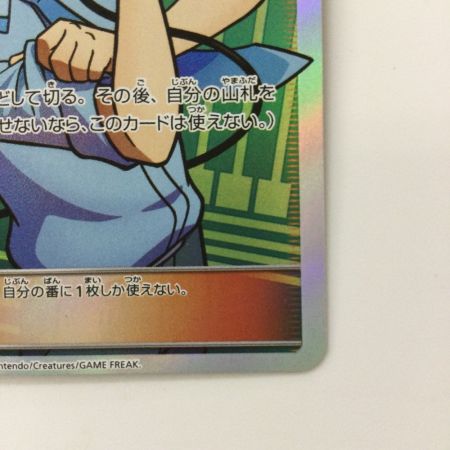 どして切る。その後、自分の山札を
せないなら、このカードは使えない。)
自分の番に1枚しか使えない。
ntendo/Creatures/GAME FREAK.